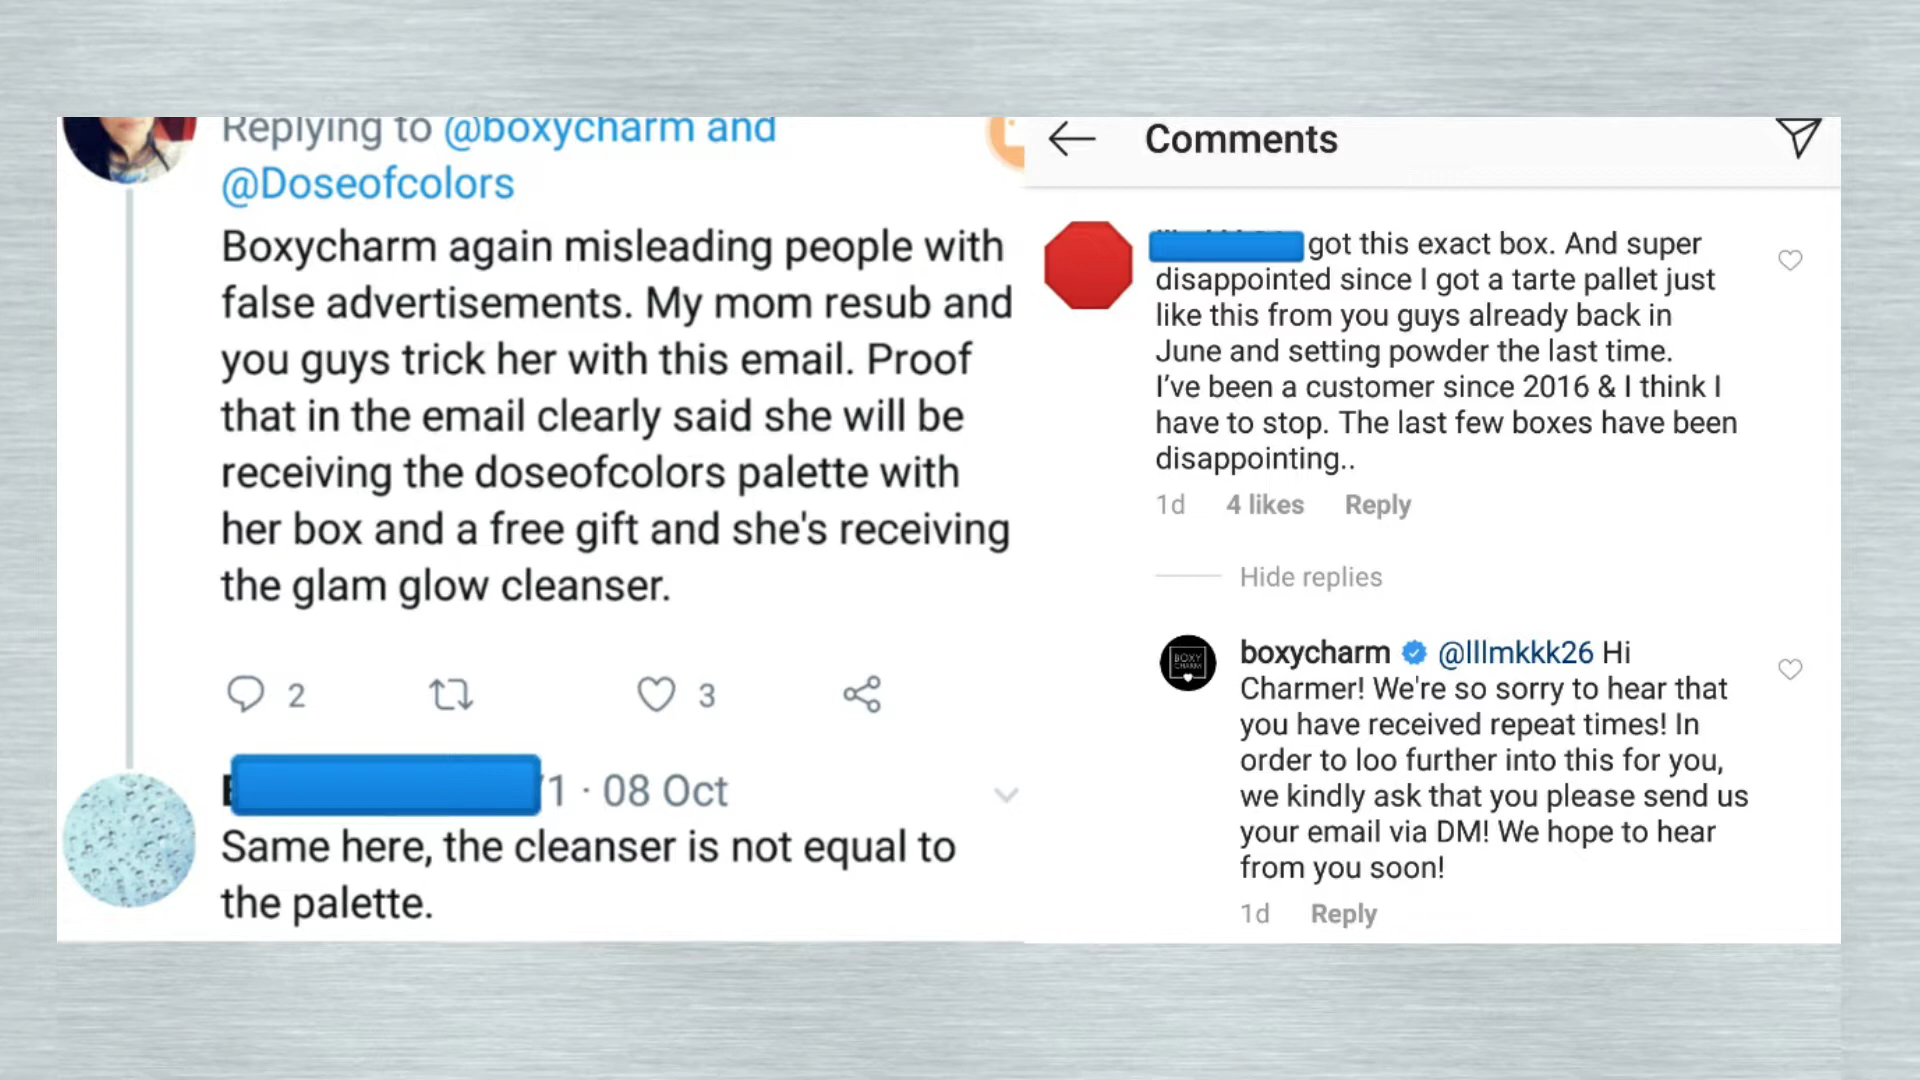 Replying to @boxycharm and
@Doseofcolors
Boxycharm again misleading people with
false advertisements. My mom resub and
you guys trick her with this email. Proof
that in the email clearly said she will be
receiving the doseofcolors palette with
her box and a free gift and she's receiving
the glam glow cleanser.
2
3
1 · 08 Oct
Same here, the cleanser is not equal to
the palette.
Comments
got this exact box. And super
disappointed since I got a tarte pallet just
like this from you guys already back in
June and setting powder the last time.
I've been a customer since 2016 & I think I
have to stop. The last few boxes have been
disappointing..
1d 4 likes Reply
Hide replies
BOXY
CHARM
boxycharm @lllmkkk26 Hi
Charmer! We're so sorry to hear that
you have received repeat times! In
order to loo further into this for you,
we kindly ask that you please send us
your email via DM! We hope to hear
from you soon!
1d Reply